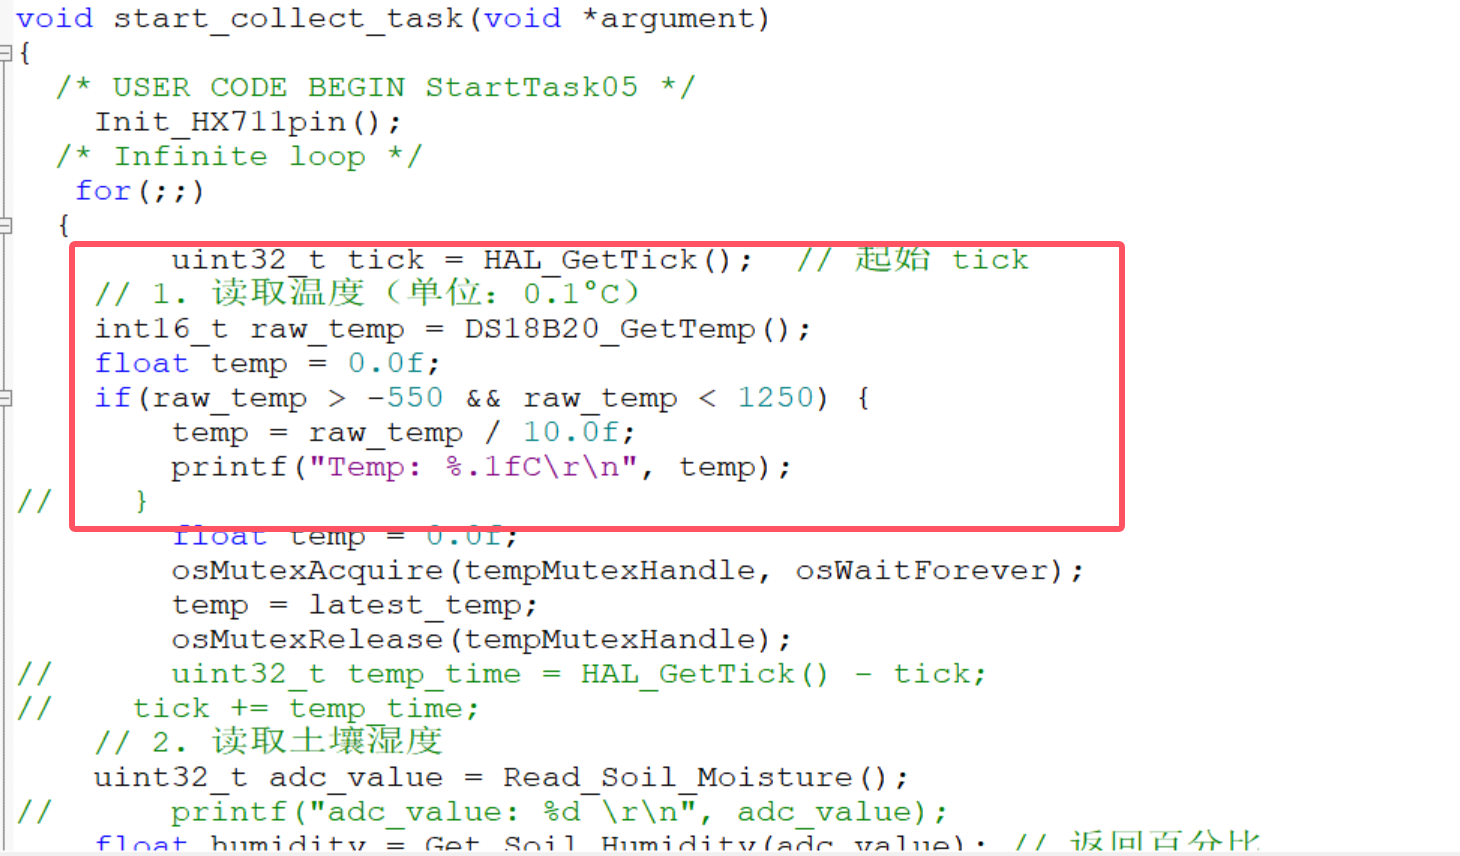 void start_collect_task(void *argument)
{
/* USER CODE BEGIN StartTask05 */
Init_HX711pin();
/* Infinite loop */
for(;;)
{
uint32_t tick = HAL_GetTick();  // 起始 tick
// 1. 读取温度（单位: 0.1°C）
int16_t raw_temp = DS18B20_GetTemp();
float temp = 0.0f;
if(raw_temp > -550 && raw_temp < 1250) {
temp = raw_temp / 10.0f;
printf("Temp: %.1fC\r\n", temp);
//      }
float temp = 0.0f;
osMutexAcquire(tempMutexHandle, osWaitForever);
temp = latest_temp;
osMutexRelease(tempMutexHandle);
//      uint32_t temp_time = HAL_GetTick() - tick;
//    tick += temp_time;
// 2. 读取土壤湿度
uint32_t adc_value = Read_Soil_Moisture();
//      printf("adc_value: %d \r\n", adc_value);
float humidity = Get_Soil_Humidity(adc_value); // 返回百分比